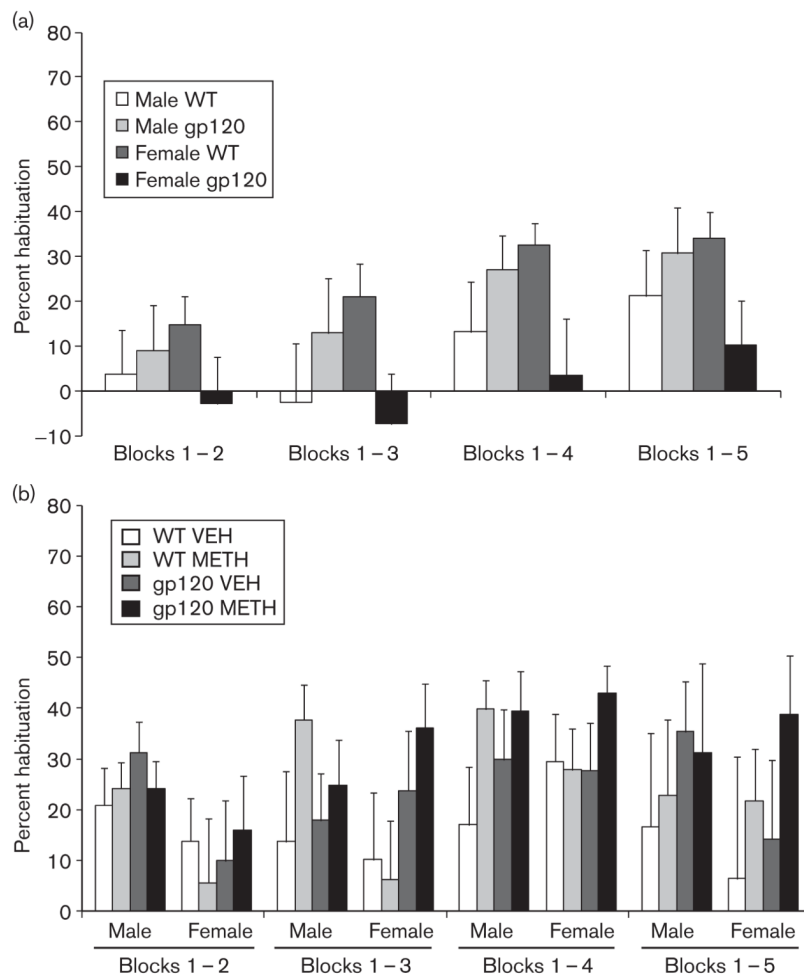 (a)
80
70
60
50
40
30
20
10
0
−10
Percent habituation
Male WT
Male gp120
Female WT
Female gp120
Blocks 1 – 2 Blocks 1 – 3 Blocks 1 – 4 Blocks 1 – 5
(b)
80
70
60
50
40
30
20
10
0
Percent habituation
WT VEH
WT METH
gp120 VEH
gp120 METH
Male Female Male Female Male Female Male Female
Blocks 1 – 2 Blocks 1 – 3 Blocks 1 – 4 Blocks 1 – 5